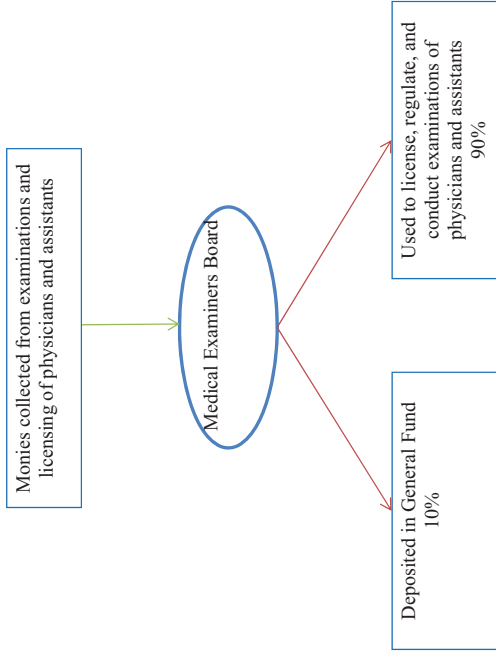 Monies collected from examinations and
licensing of physicians and assistants
Medical Examiners Board
Deposited in General Fund
10%
Used to license, regulate, and
conduct examinations of
physicians and assistants
90%